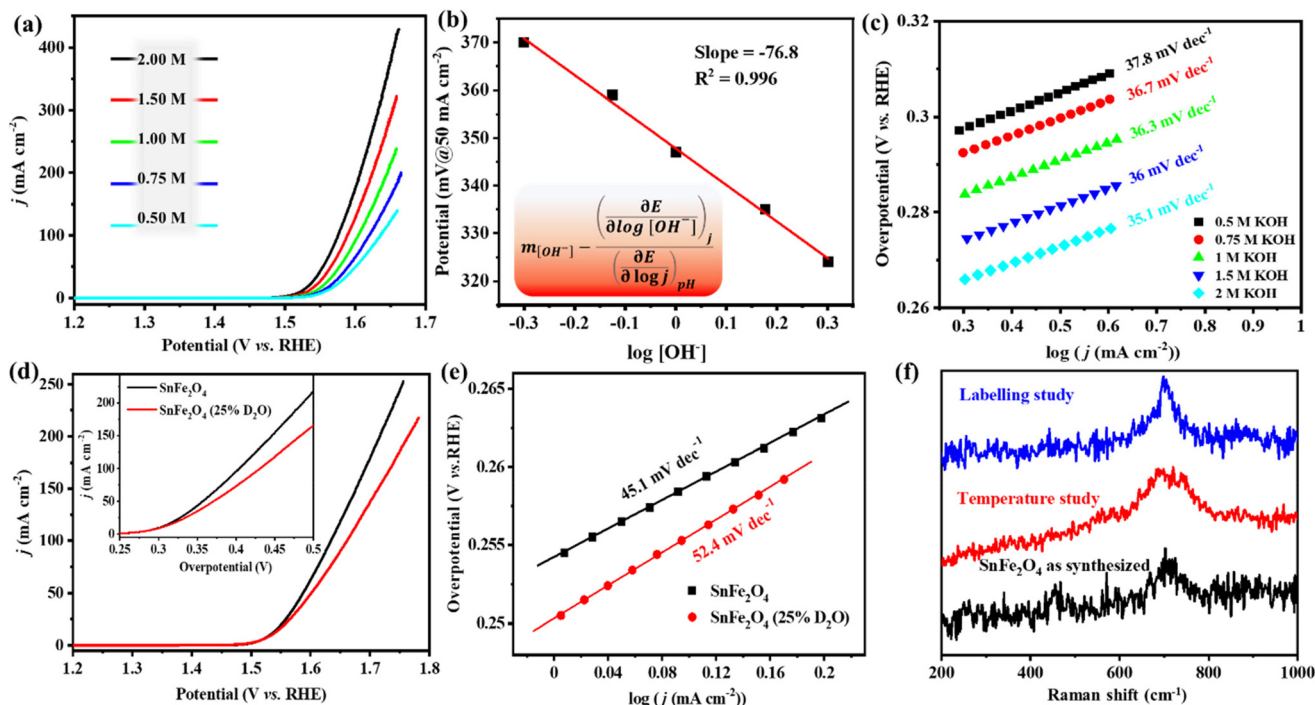 (a)
400
300
200
100
0
j (mA cm⁻²)
2.00 M
1.50 M
1.00 M
0.75 M
0.50 M
1.2 1.3 1.4 1.5 1.6 1.7
Potential (V vs. RHE)
(b)
370
360
350
340
330
320
Potential (mV@50 mA cm⁻²)
Slope = -76.8
R² = 0.996
m[OH⁻] − (∂E/∂log [OH⁻])j / (∂E/∂ log j)pH
-0.3 -0.2 -0.1 0 0.1 0.2 0.3
log [OH⁻]
(c)
0.32
0.3
0.28
0.26
Overpotential (V vs. RHE)
37.8 mV dec⁻¹
36.7 mV dec⁻¹
36.3 mV dec⁻¹
36 mV dec⁻¹
35.1 mV dec⁻¹
0.5 M KOH
0.75 M KOH
1 M KOH
1.5 M KOH
2 M KOH
0.3 0.4 0.5 0.6 0.7 0.8 0.9 1
log (j (mA cm⁻²))
(d)
250
200
150
100
50
0
j (mA cm⁻²)
SnFe₂O₄
SnFe₂O₄ (25% D₂O)
200
150
100
50
0
j (mA cm⁻²)
0.25 0.3 0.35 0.4 0.45 0.5
Overpotential (V)
1.2 1.3 1.4 1.5 1.6 1.7 1.8
Potential (V vs. RHE)
(e)
0.265
0.26
0.255
0.25
Overpotential (V vs.RHE)
45.1 mV dec⁻¹
52.4 mV dec⁻¹
SnFe₂O₄
SnFe₂O₄ (25% D₂O)
0 0.04 0.08 0.12 0.16 0.2
log (j (mA cm⁻²))
(f)
Labelling study
Temperature study
SnFe₂O₄ as synthesized
200 400 600 800 1000
Raman shift (cm⁻¹)